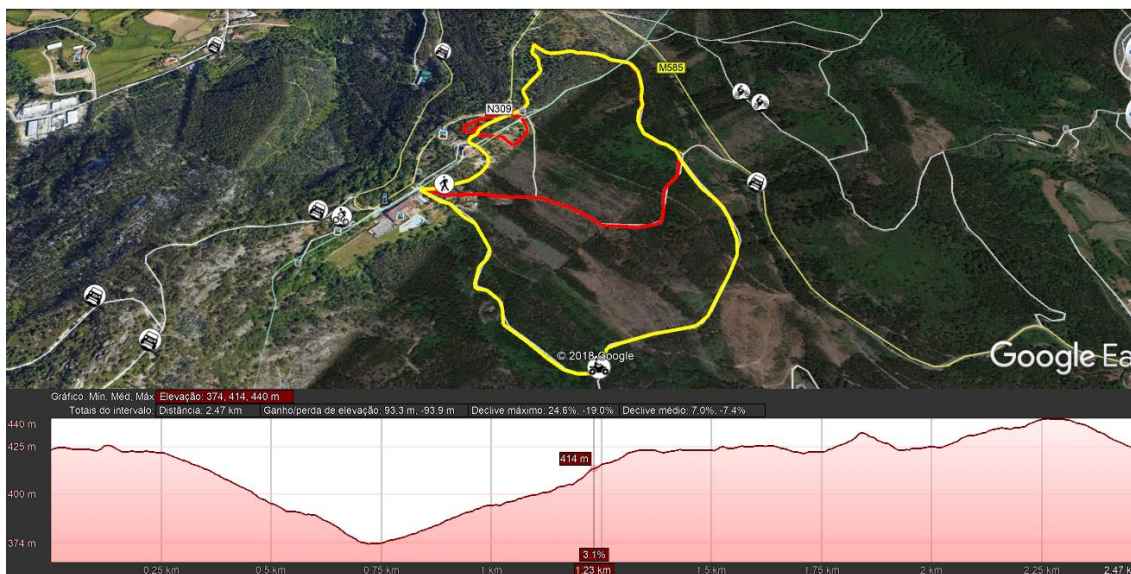 M585
N309
© 2018 Google
Google Ea
Gráfico. Mín, Méd, Máx Elevação: 374, 414, 440 m
Totais do intervalo: Distância: 2.47 km Ganho/perda de elevação: 93.3 m, -93.9 m Declive máximo: 24.6%, -19.0% Declive médio: 7.0%, -7.4%
440 m
425 m
414 m
400 m
374 m
3.1%
0.25 km 0.5 km 0.75 km 1 km 1.23 km 1.5 km 1.75 km 2 km 2.25 km 2.47 k